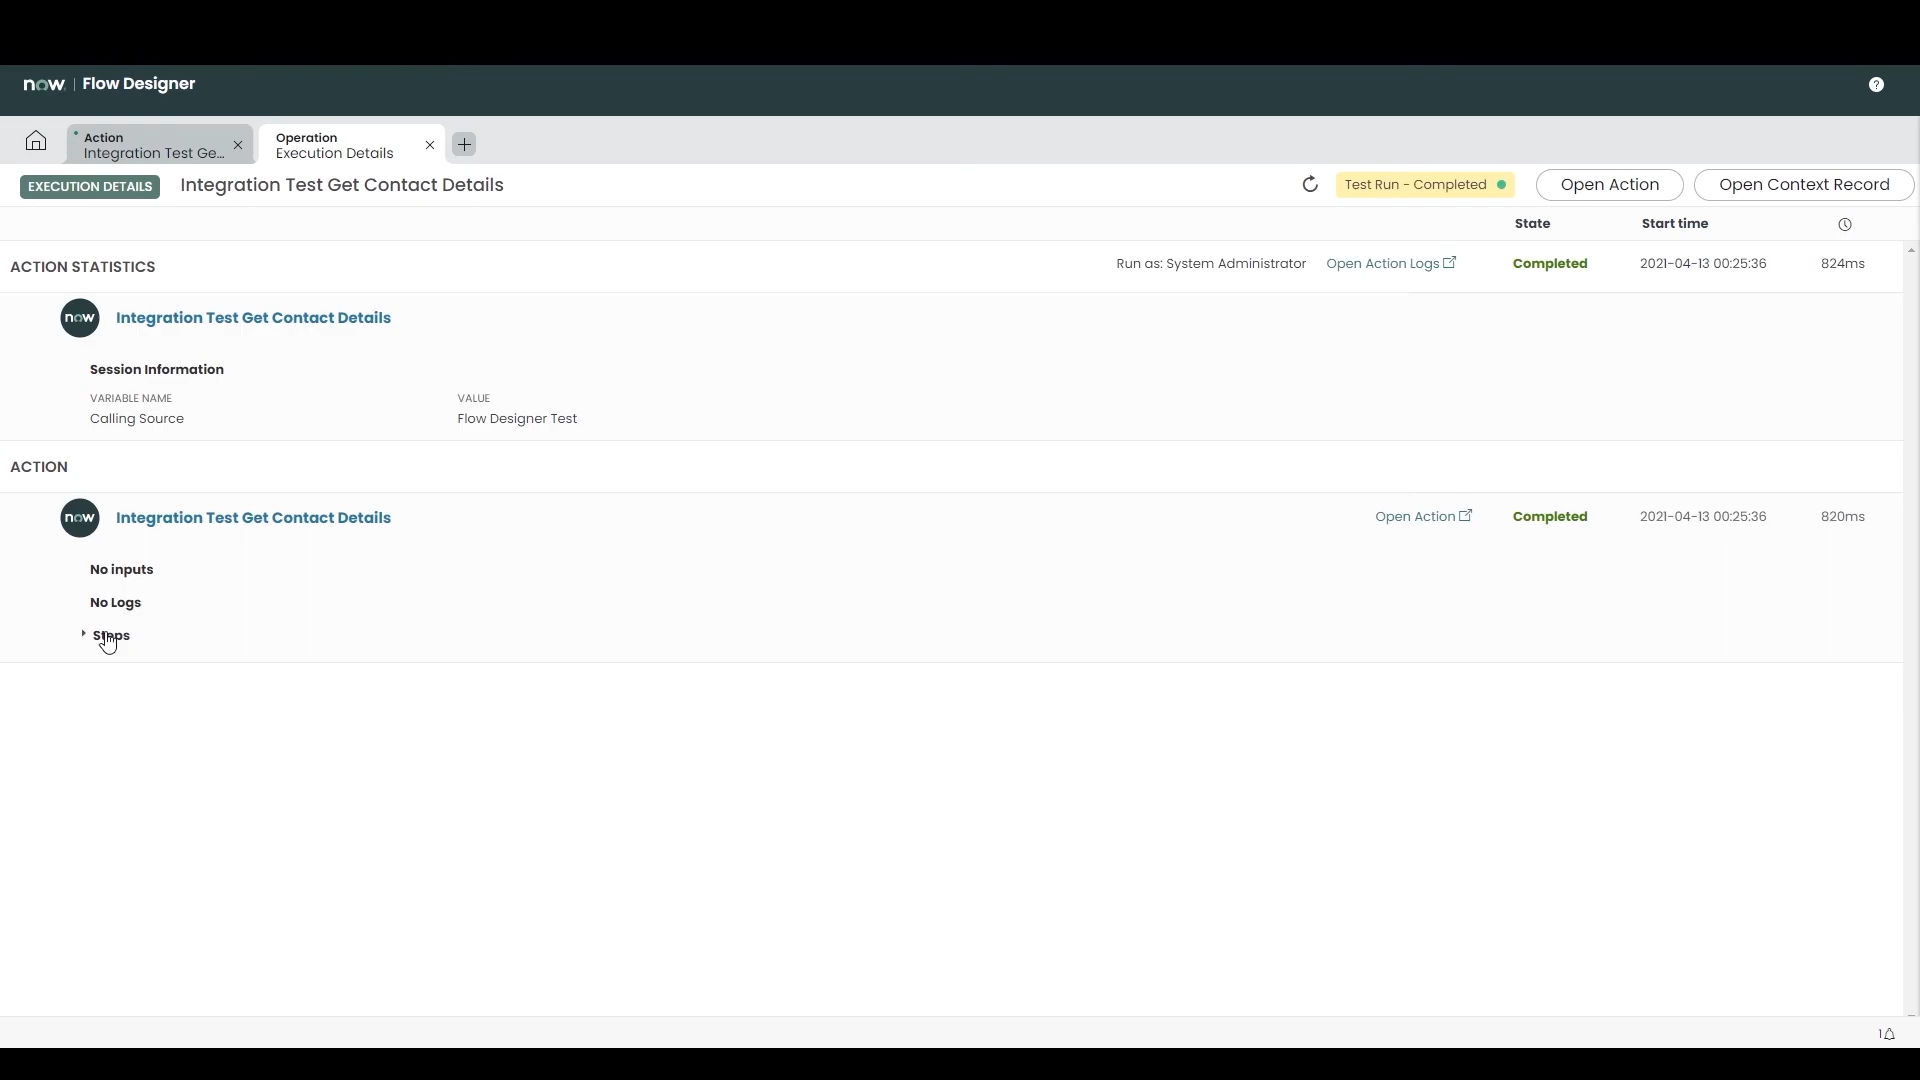 now. | Flow Designer
?
Action
Integration Test Ge...
Operation
Execution Details
EXECUTION DETAILS
Integration Test Get Contact Details
Test Run - Completed
Open Action
Open Context Record
State
Start time
ACTION STATISTICS
Run as: System Administrator
Open Action Logs
Completed
2021-04-13 00:25:36
824ms
now
Integration Test Get Contact Details
Session Information
VARIABLE NAME
VALUE
Calling Source
Flow Designer Test
ACTION
now
Integration Test Get Contact Details
Open Action
Completed
2021-04-13 00:25:36
820ms
No inputs
No Logs
Steps
1